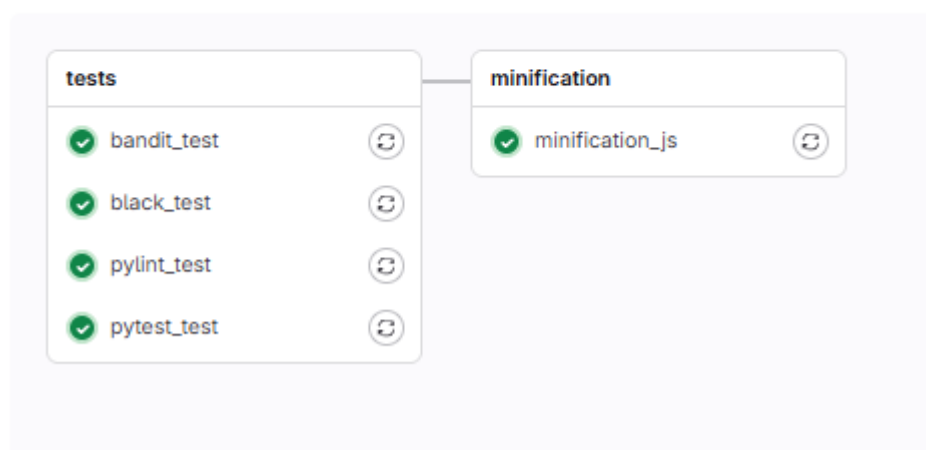 tests
bandit_test
black_test
pylint_test
pytest_test
minification
minification_js